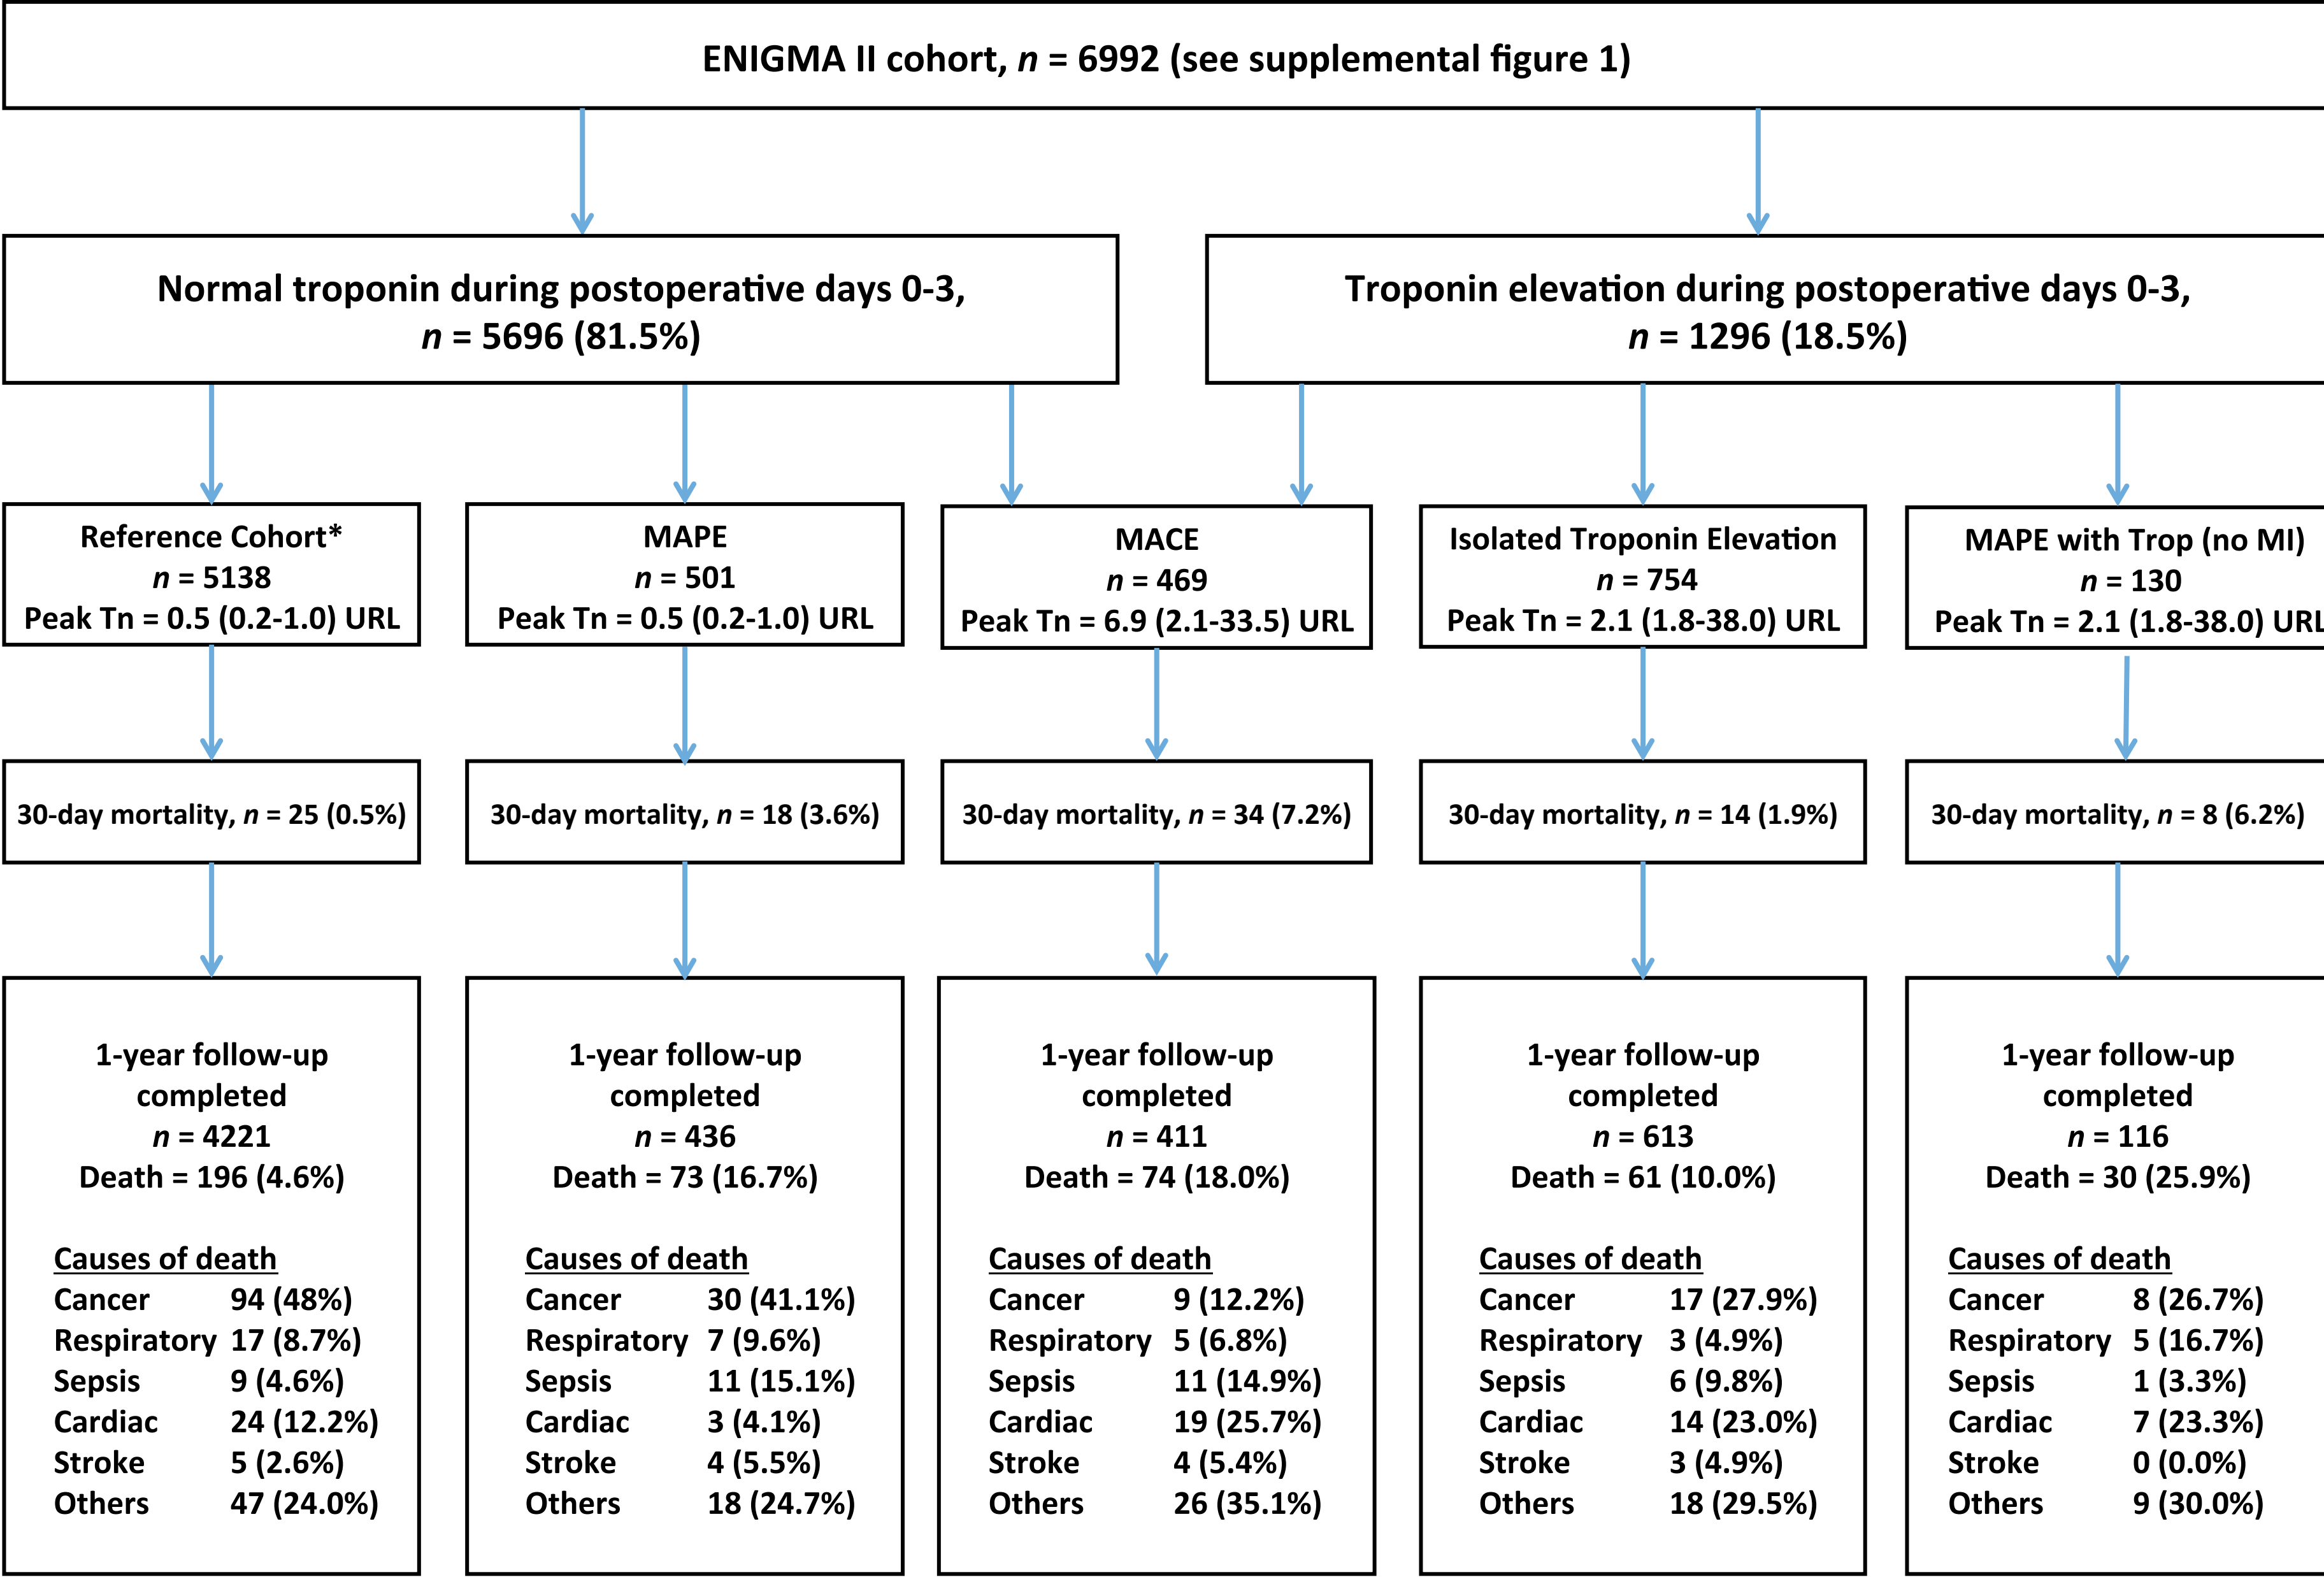 ENIGMA II cohort, n = 6992 (see supplemental figure 1)
Normal troponin during postoperative days 0-3,
n = 5696 (81.5%)
Troponin elevation during postoperative days 0-3,
n = 1296 (18.5%)
Reference Cohort*
n = 5138
Peak Tn = 0.5 (0.2-1.0) URL
MAPE
n = 501
Peak Tn = 0.5 (0.2-1.0) URL
MACE
n = 469
Peak Tn = 6.9 (2.1-33.5) URL
Isolated Troponin Elevation
n = 754
Peak Tn = 2.1 (1.8-38.0) URL
MAPE with Trop (no MI)
n = 130
Peak Tn = 2.1 (1.8-38.0) URL
30-day mortality, n = 25 (0.5%)
30-day mortality, n = 18 (3.6%)
30-day mortality, n = 34 (7.2%)
30-day mortality, n = 14 (1.9%)
30-day mortality, n = 8 (6.2%)
1-year follow-up
completed
n = 4221
Death = 196 (4.6%)
Causes of death
Cancer 94 (48%)
Respiratory 17 (8.7%)
Sepsis 9 (4.6%)
Cardiac 24 (12.2%)
Stroke 5 (2.6%)
Others 47 (24.0%)
1-year follow-up
completed
n = 436
Death = 73 (16.7%)
Causes of death
Cancer 30 (41.1%)
Respiratory 7 (9.6%)
Sepsis 11 (15.1%)
Cardiac 3 (4.1%)
Stroke 4 (5.5%)
Others 18 (24.7%)
1-year follow-up
completed
n = 411
Death = 74 (18.0%)
Causes of death
Cancer 9 (12.2%)
Respiratory 5 (6.8%)
Sepsis 11 (14.9%)
Cardiac 19 (25.7%)
Stroke 4 (5.4%)
Others 26 (35.1%)
1-year follow-up
completed
n = 613
Death = 61 (10.0%)
Causes of death
Cancer 17 (27.9%)
Respiratory 3 (4.9%)
Sepsis 6 (9.8%)
Cardiac 14 (23.0%)
Stroke 3 (4.9%)
Others 18 (29.5%)
1-year follow-up
completed
n = 116
Death = 30 (25.9%)
Causes of death
Cancer 8 (26.7%)
Respiratory 5 (16.7%)
Sepsis 1 (3.3%)
Cardiac 7 (23.3%)
Stroke 0 (0.0%)
Others 9 (30.0%)